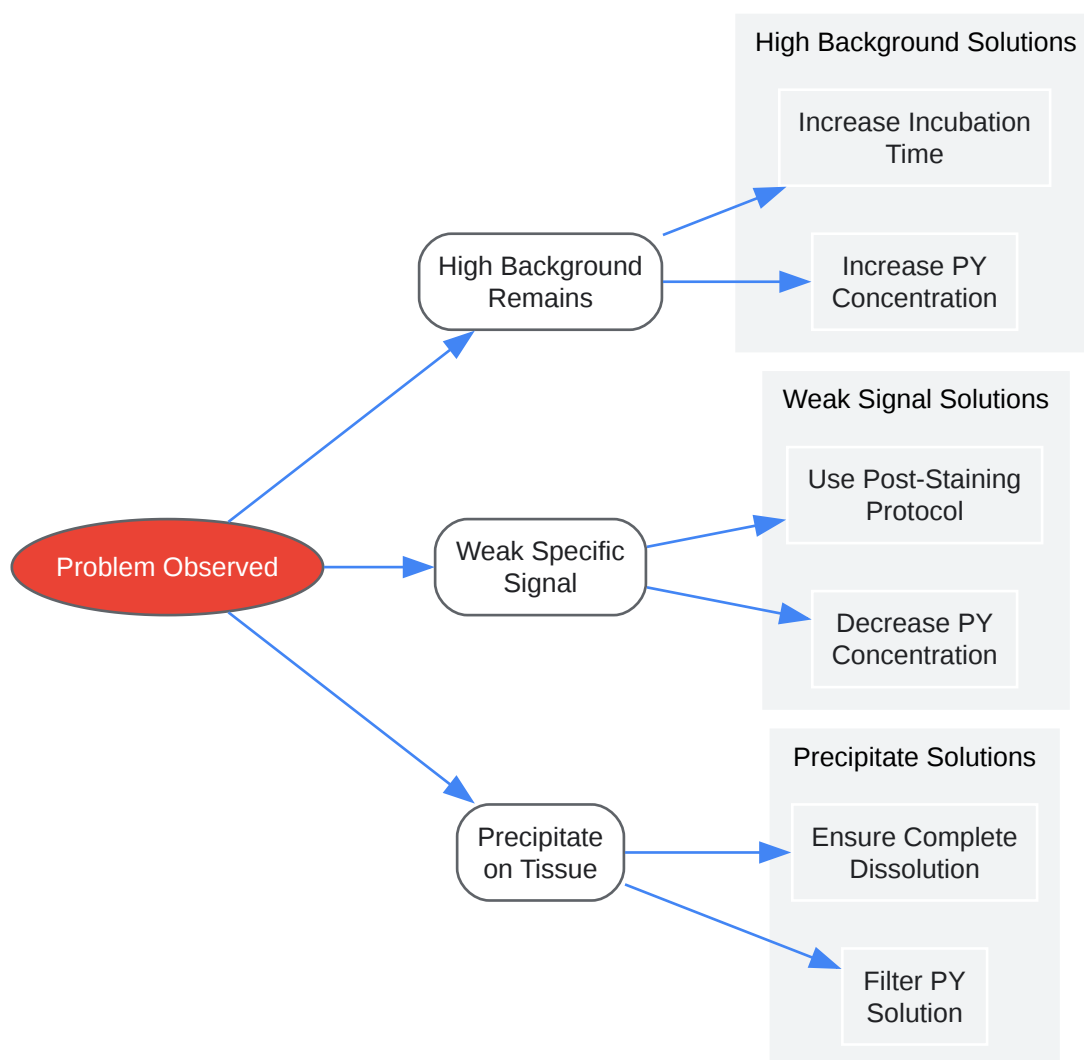 High Background Solutions
Increase Incubation
Time
High Background
Remains
Increase PY
Concentration
Weak Signal Solutions
Use Post-Staining
Protocol
Problem Observed
Weak Specific
Signal
Decrease PY
Concentration
Precipitate Solutions
Precipitate
on Tissue
Ensure Complete
Dissolution
Filter PY
Solution